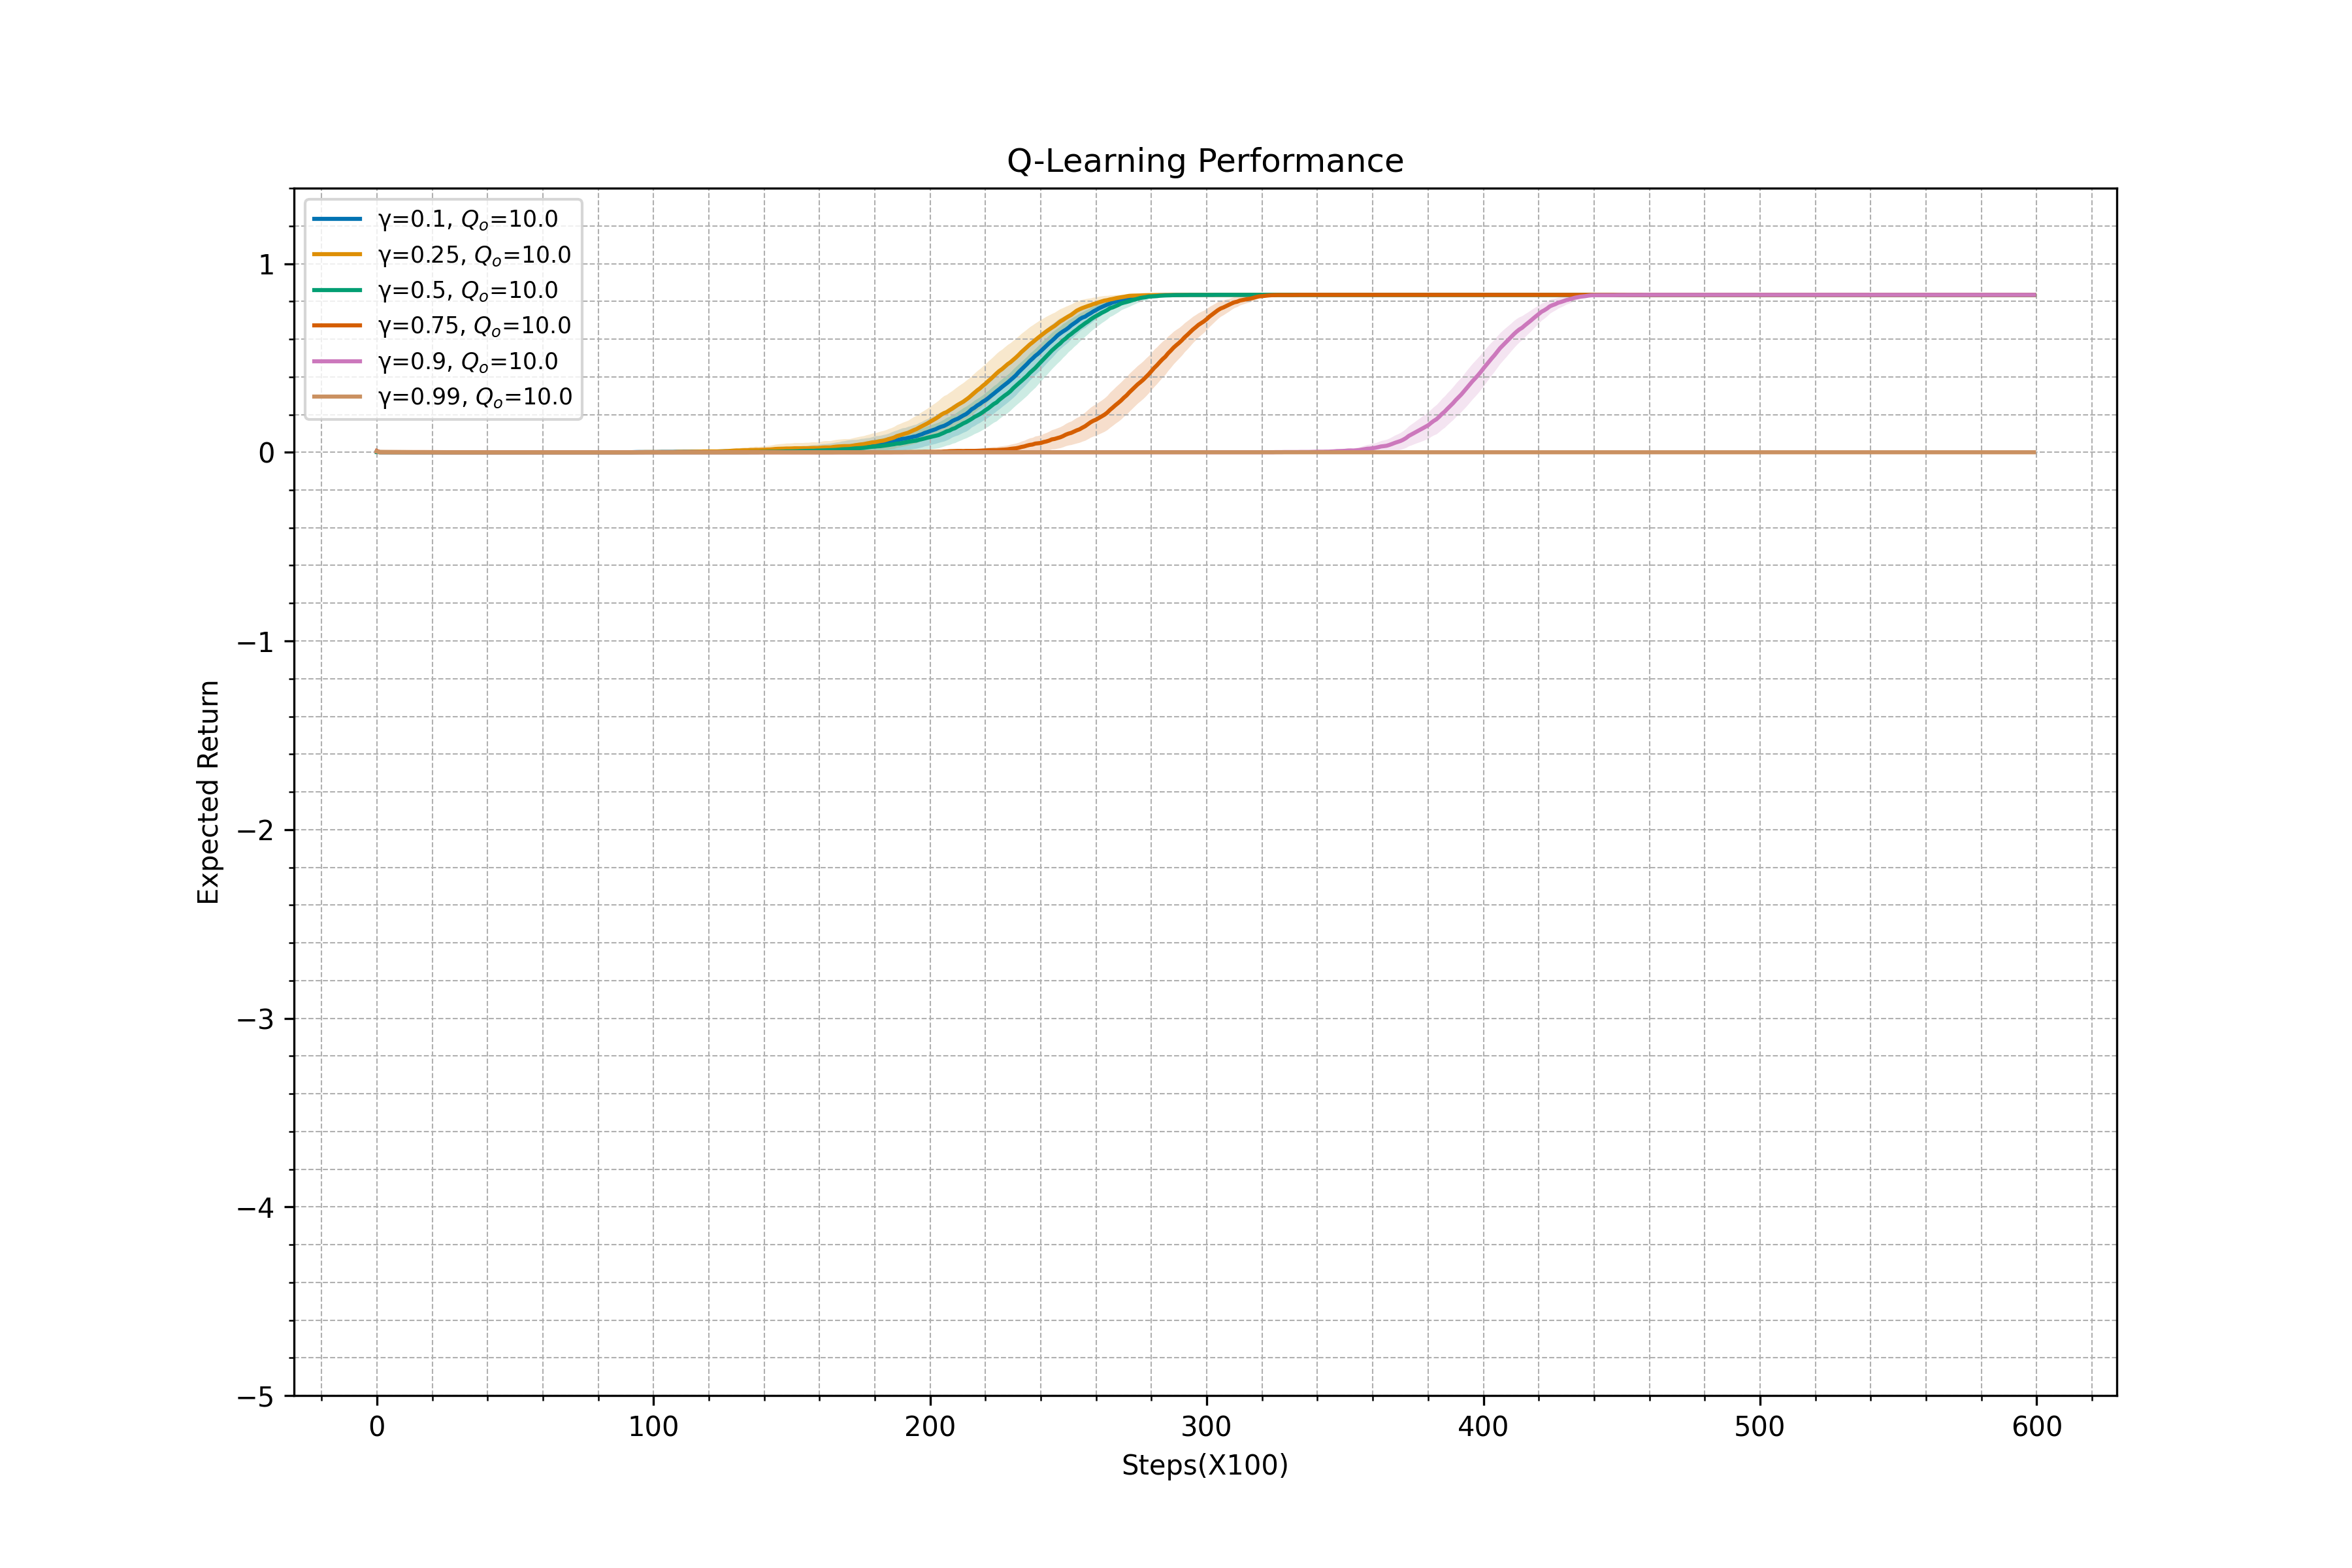 Q-Learning Performance
γ=0.1, Qₒ=10.0
γ=0.25, Qₒ=10.0
γ=0.5, Qₒ=10.0
γ=0.75, Qₒ=10.0
γ=0.9, Qₒ=10.0
γ=0.99, Qₒ=10.0
1
0
−1
−2
−3
−4
−5
Expected Return
0 100 200 300 400 500 600
Steps(X100)